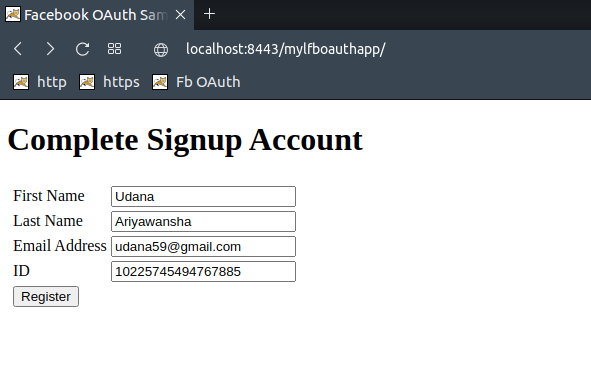 Facebook OAuth Sam
localhost:8443/mylfboauthapp/
http https Fb OAuth
Complete Signup Account
First Name Udana
Last Name Ariyawansha
Email Address udana59@gmail.com
ID 10225745494767885
Register